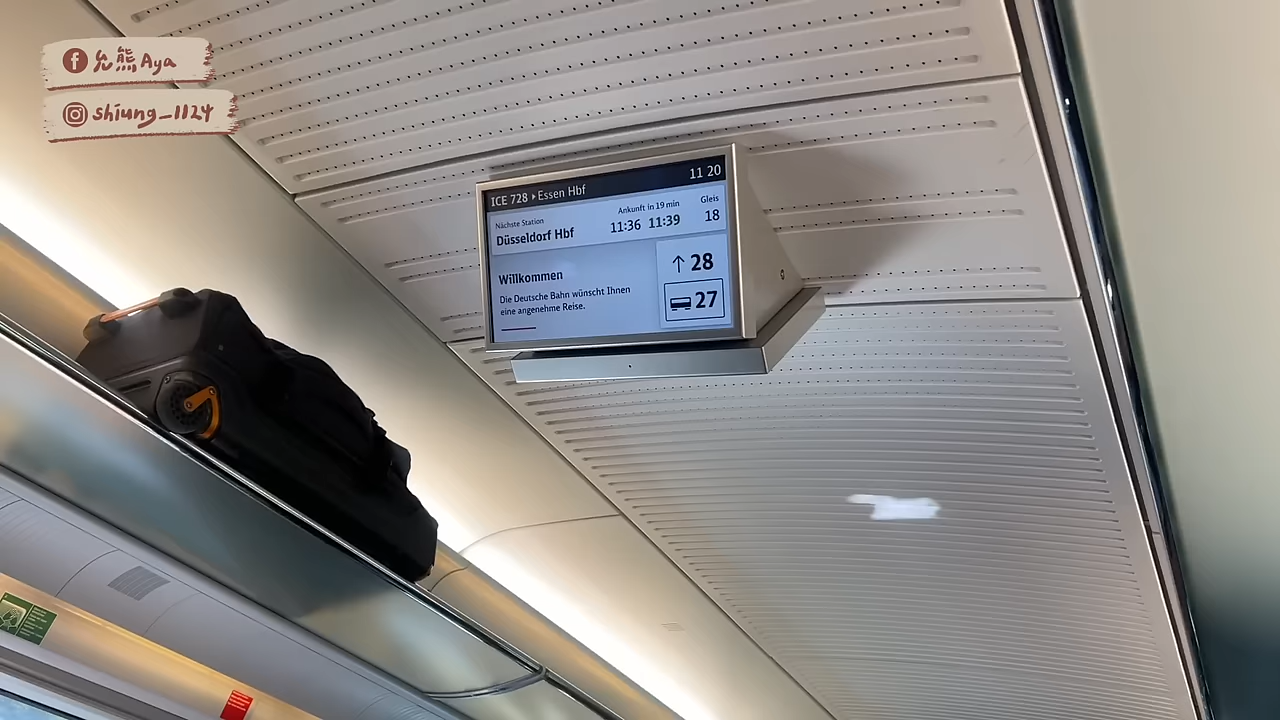 允熊Aya
shiung_1124
ICE 728 ▸ Essen Hbf 11 20
Nächste Station Ankunft in 19 min Gleis
Düsseldorf Hbf 11:36 11:39 18
Willkommen ↑ 28
Die Deutsche Bahn wünscht Ihnen
eine angenehme Reise.
27